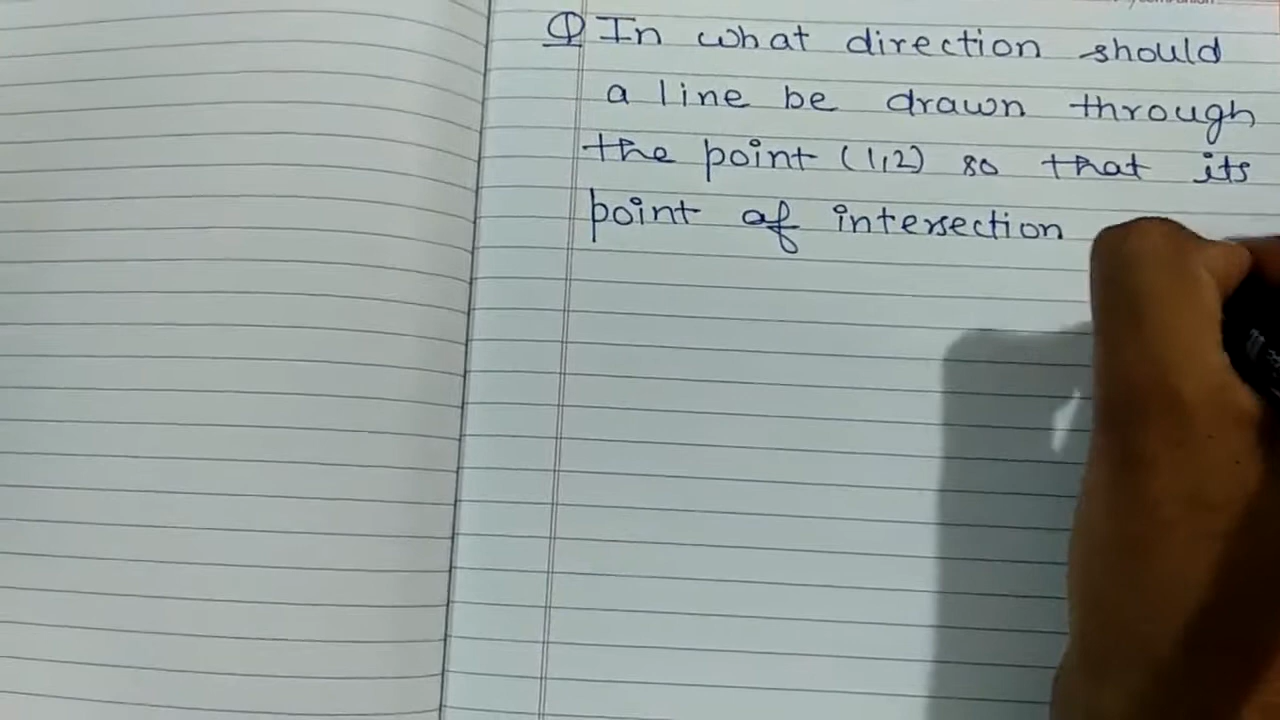 Q In what direction should
a line be drawn through
the point (1,2) so that its
point of intersection